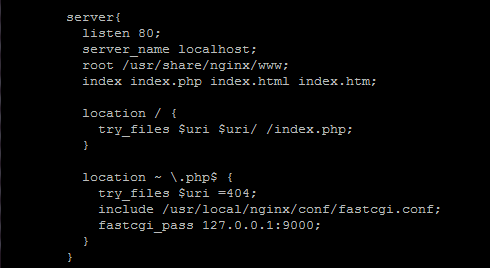 server{
listen 80;
server_name localhost;
root /usr/share/nginx/www;
index index.php index.html index.htm;
location / {
try_files $uri $uri/ /index.php;
}
location ~ \.php$ {
try_files $uri =404;
include /usr/local/nginx/conf/fastcgi.conf;
fastcgi_pass 127.0.0.1:9000;
}
}